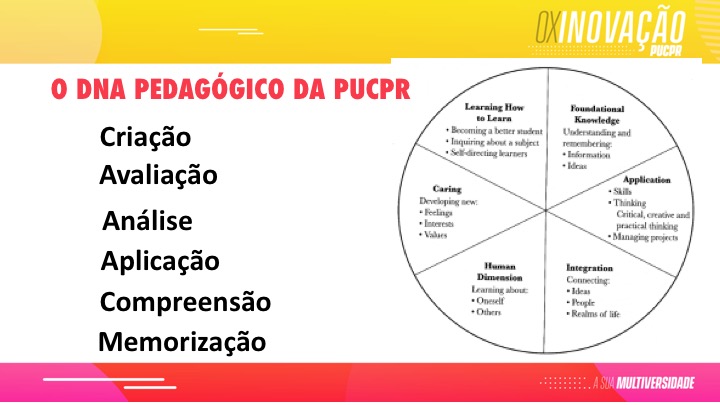 OXINOVAÇÃO
PUCPR
O DNA PEDAGÓGICO DA PUCPR
Criação
Avaliação
Análise
Aplicação
Compreensão
Memorização
Learning How
to Learn
• Becoming a better student
• Inquiring about a subject
• Self-directing learners
Foundational
Knowledge
Understanding and
remembering:
• Information
• Ideas
Application
• Skills
• Thinking
Critical, creative and
practical thinking
• Managing projects
Integration
Connecting:
• Ideas
• People
• Realms of life
Human
Dimension
Learning about:
• Oneself
• Others
Caring
Developing new:
• Feelings
• Interests
• Values
A SUA MULTIVERSIDADE